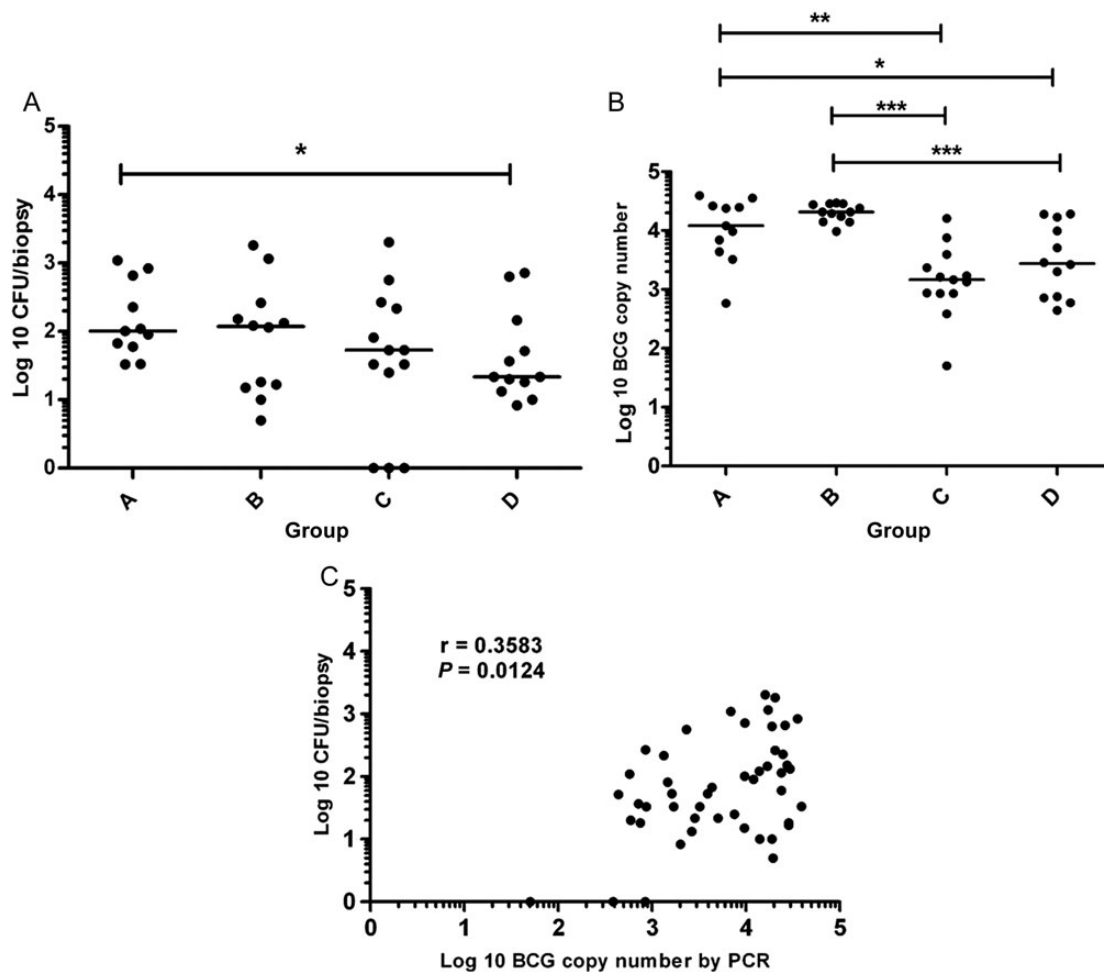 **
*
A
B
***
*
***
5
4
3
2
1
0
Log 10 CFU/biopsy
A
B
C
D
Group
5
4
3
2
1
0
Log 10 BCG copy number
A
B
C
D
Group
C
5
4
3
2
1
0
Log 10 CFU/biopsy
r = 0.3583
P = 0.0124
0
1
2
3
4
5
Log 10 BCG copy number by PCR